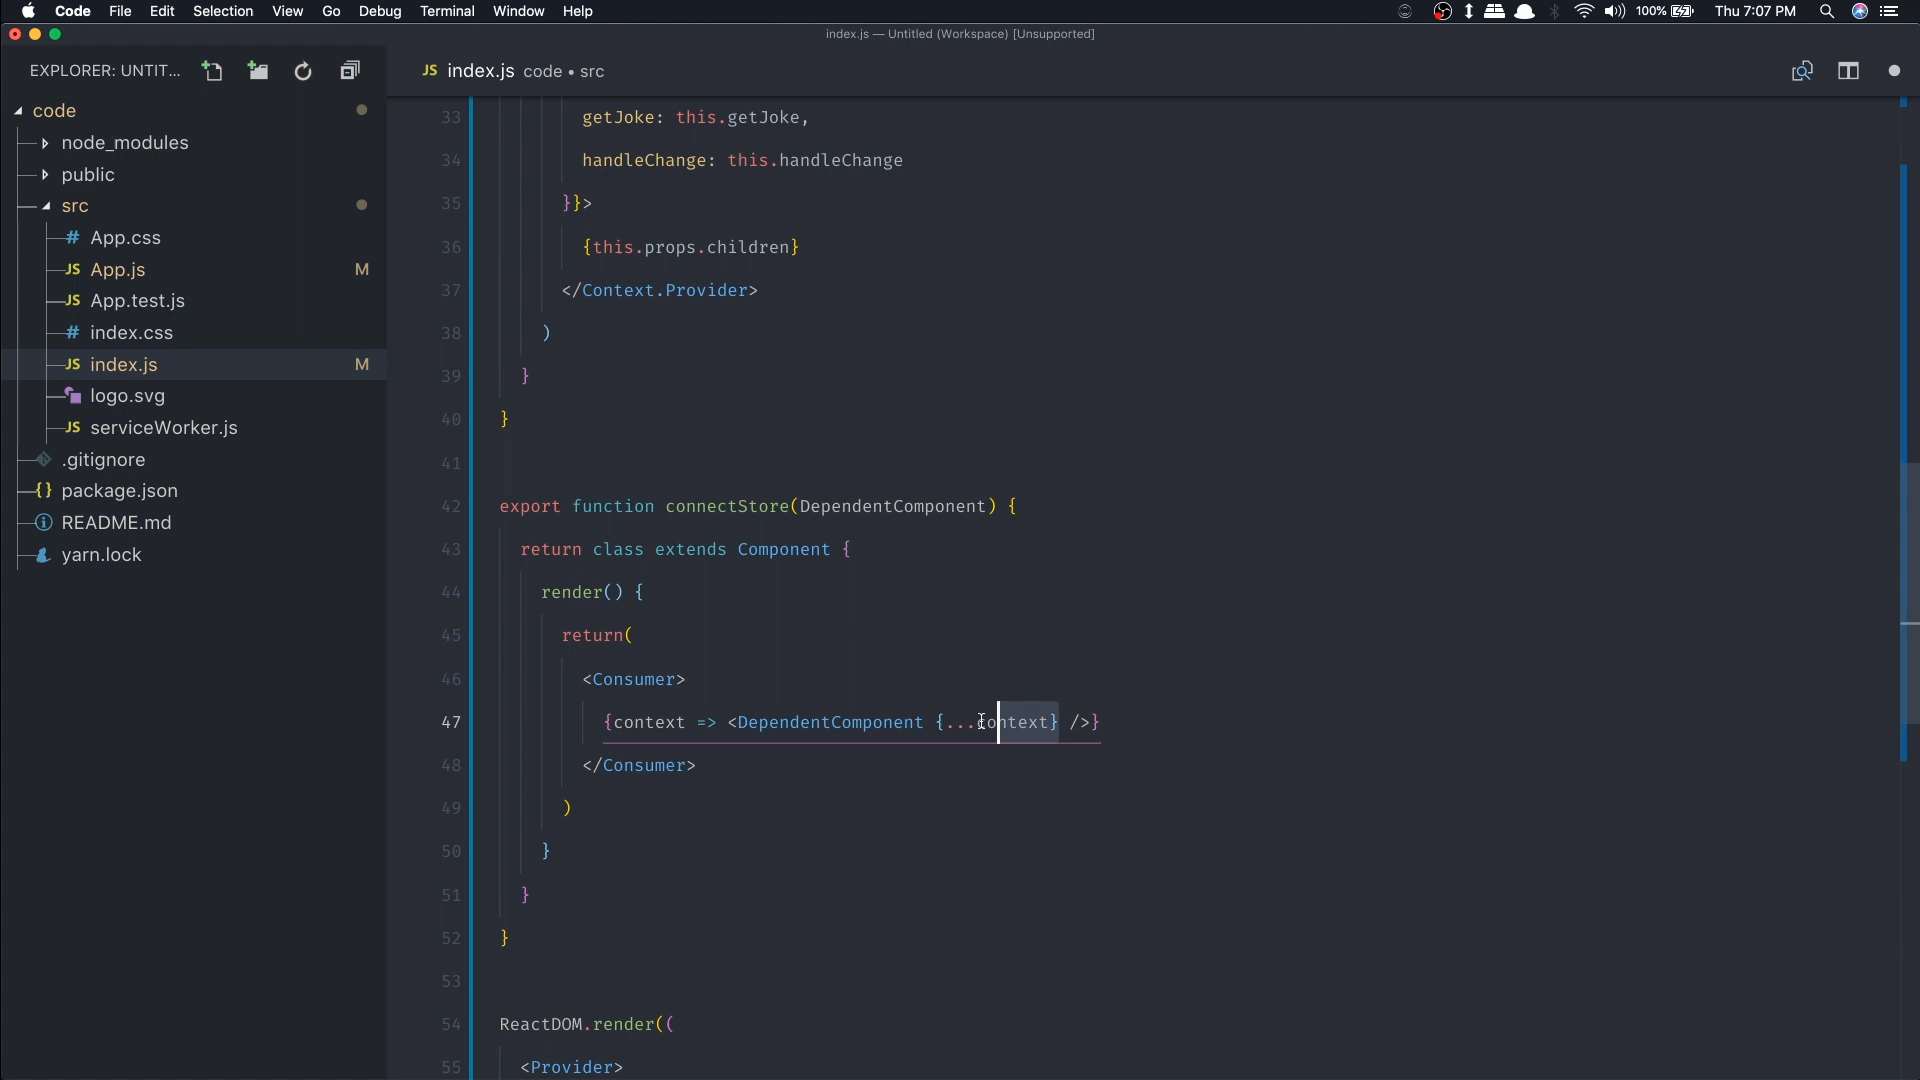 Code File Edit Selection View Go Debug Terminal Window Help 100% Thu 7:07 PM
index.js — Untitled (Workspace) [Unsupported]
EXPLORER: UNTIT...
JS index.js code • src
code
node_modules
public
src
# App.css
JS App.js M
JS App.test.js
# index.css
JS index.js M
logo.svg
JS serviceWorker.js
.gitignore
{} package.json
README.md
yarn.lock
33 getJoke: this.getJoke,
34 handleChange: this.handleChange
35 }}>
36 {this.props.children}
37 </Context.Provider>
38 )
39 }
40 }
41
42 export function connectStore(DependentComponent) {
43 return class extends Component {
44 render() {
45 return(
46 <Consumer>
47 {context => <DependentComponent {...context} />}
48 </Consumer>
49 )
50 }
51 }
52 }
53
54 ReactDOM.render((
55 <Provider>